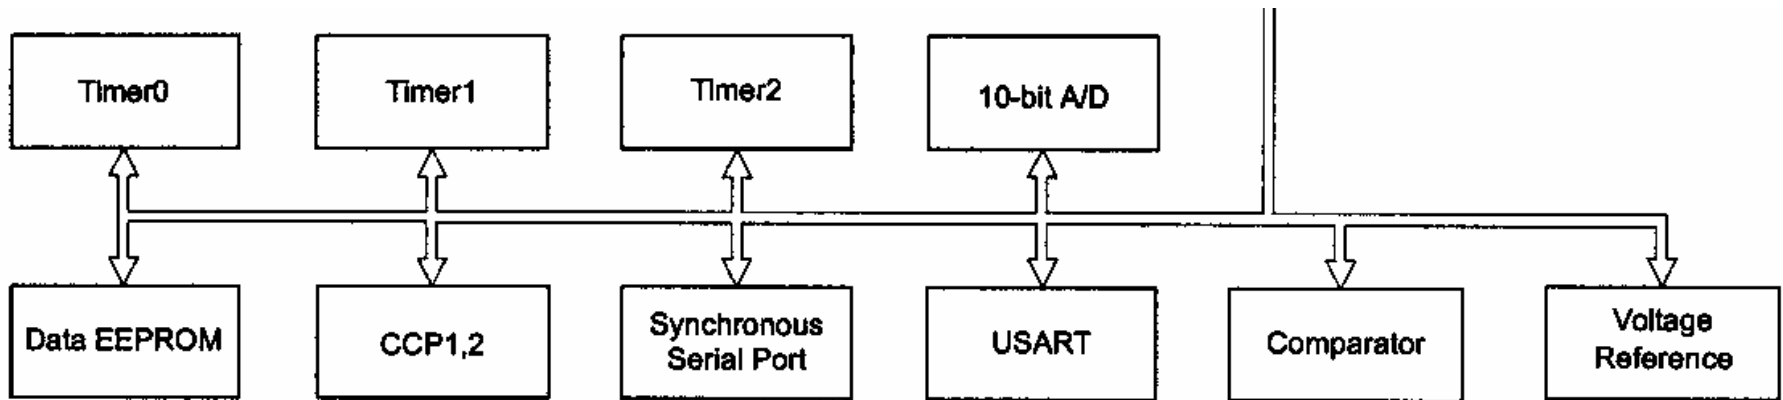 Timer0
Timer1
Timer2
10-bit A/D
Data EEPROM
CCP1,2
Synchronous
Serial Port
USART
Comparator
Voltage
Reference